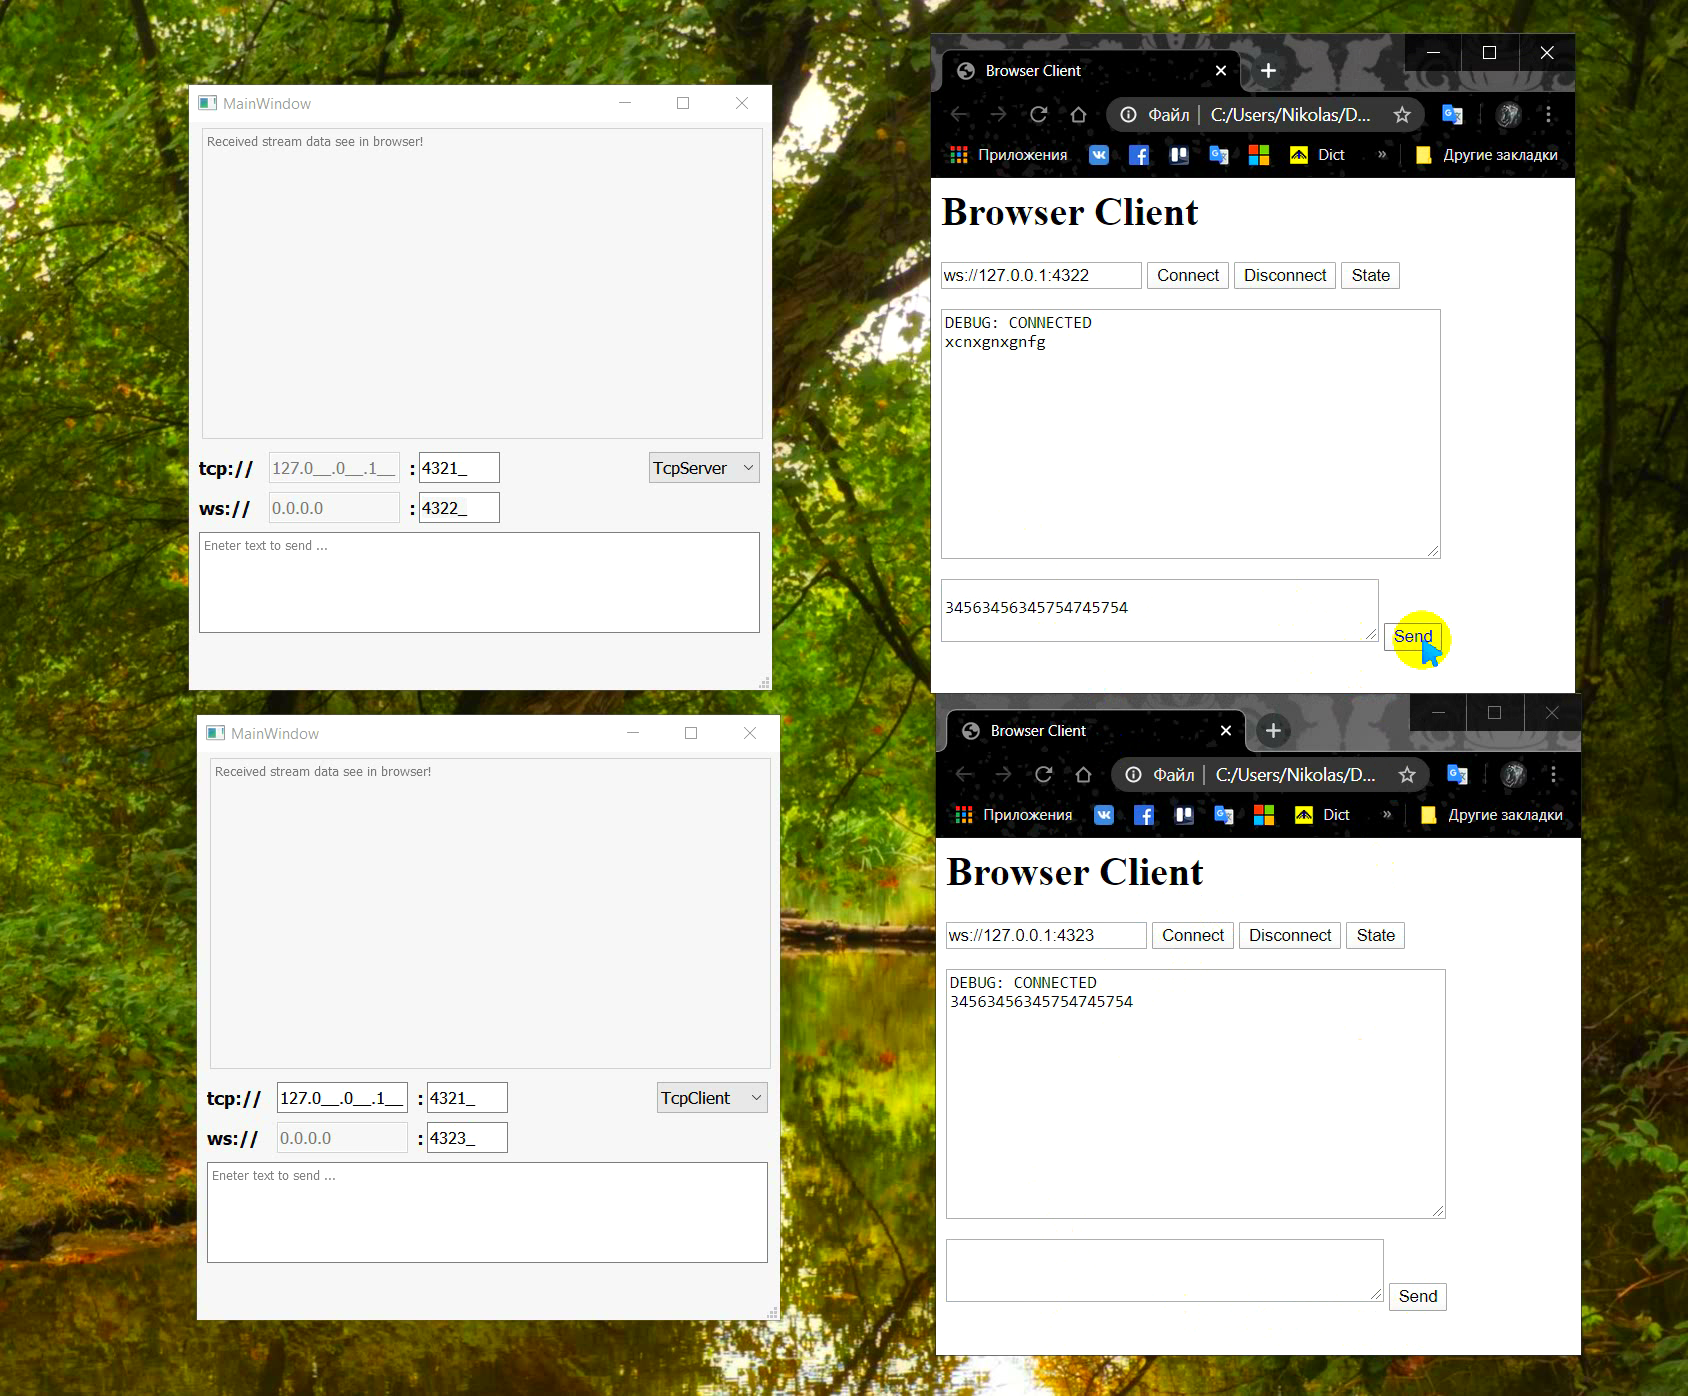 MainWindow
Received stream data see in browser!
tcp:// 127.0__.0__.1__ : 4321_ TcpServer
ws:// 0.0.0.0 : 4322_
Eneter text to send ...
Browser Client
Файл | C:/Users/Nikolas/D...
Приложения Dict » Другие закладки
Browser Client
ws://127.0.0.1:4322 Connect Disconnect State
DEBUG: CONNECTED
xcnxgnxgnfg
34563456345754745754
Send
MainWindow
Received stream data see in browser!
tcp:// 127.0__.0__.1__ : 4321_ TcpClient
ws:// 0.0.0.0 : 4323_
Eneter text to send ...
Browser Client
Файл | C:/Users/Nikolas/D...
Приложения Dict » Другие закладки
Browser Client
ws://127.0.0.1:4323 Connect Disconnect State
DEBUG: CONNECTED
34563456345754745754
Send